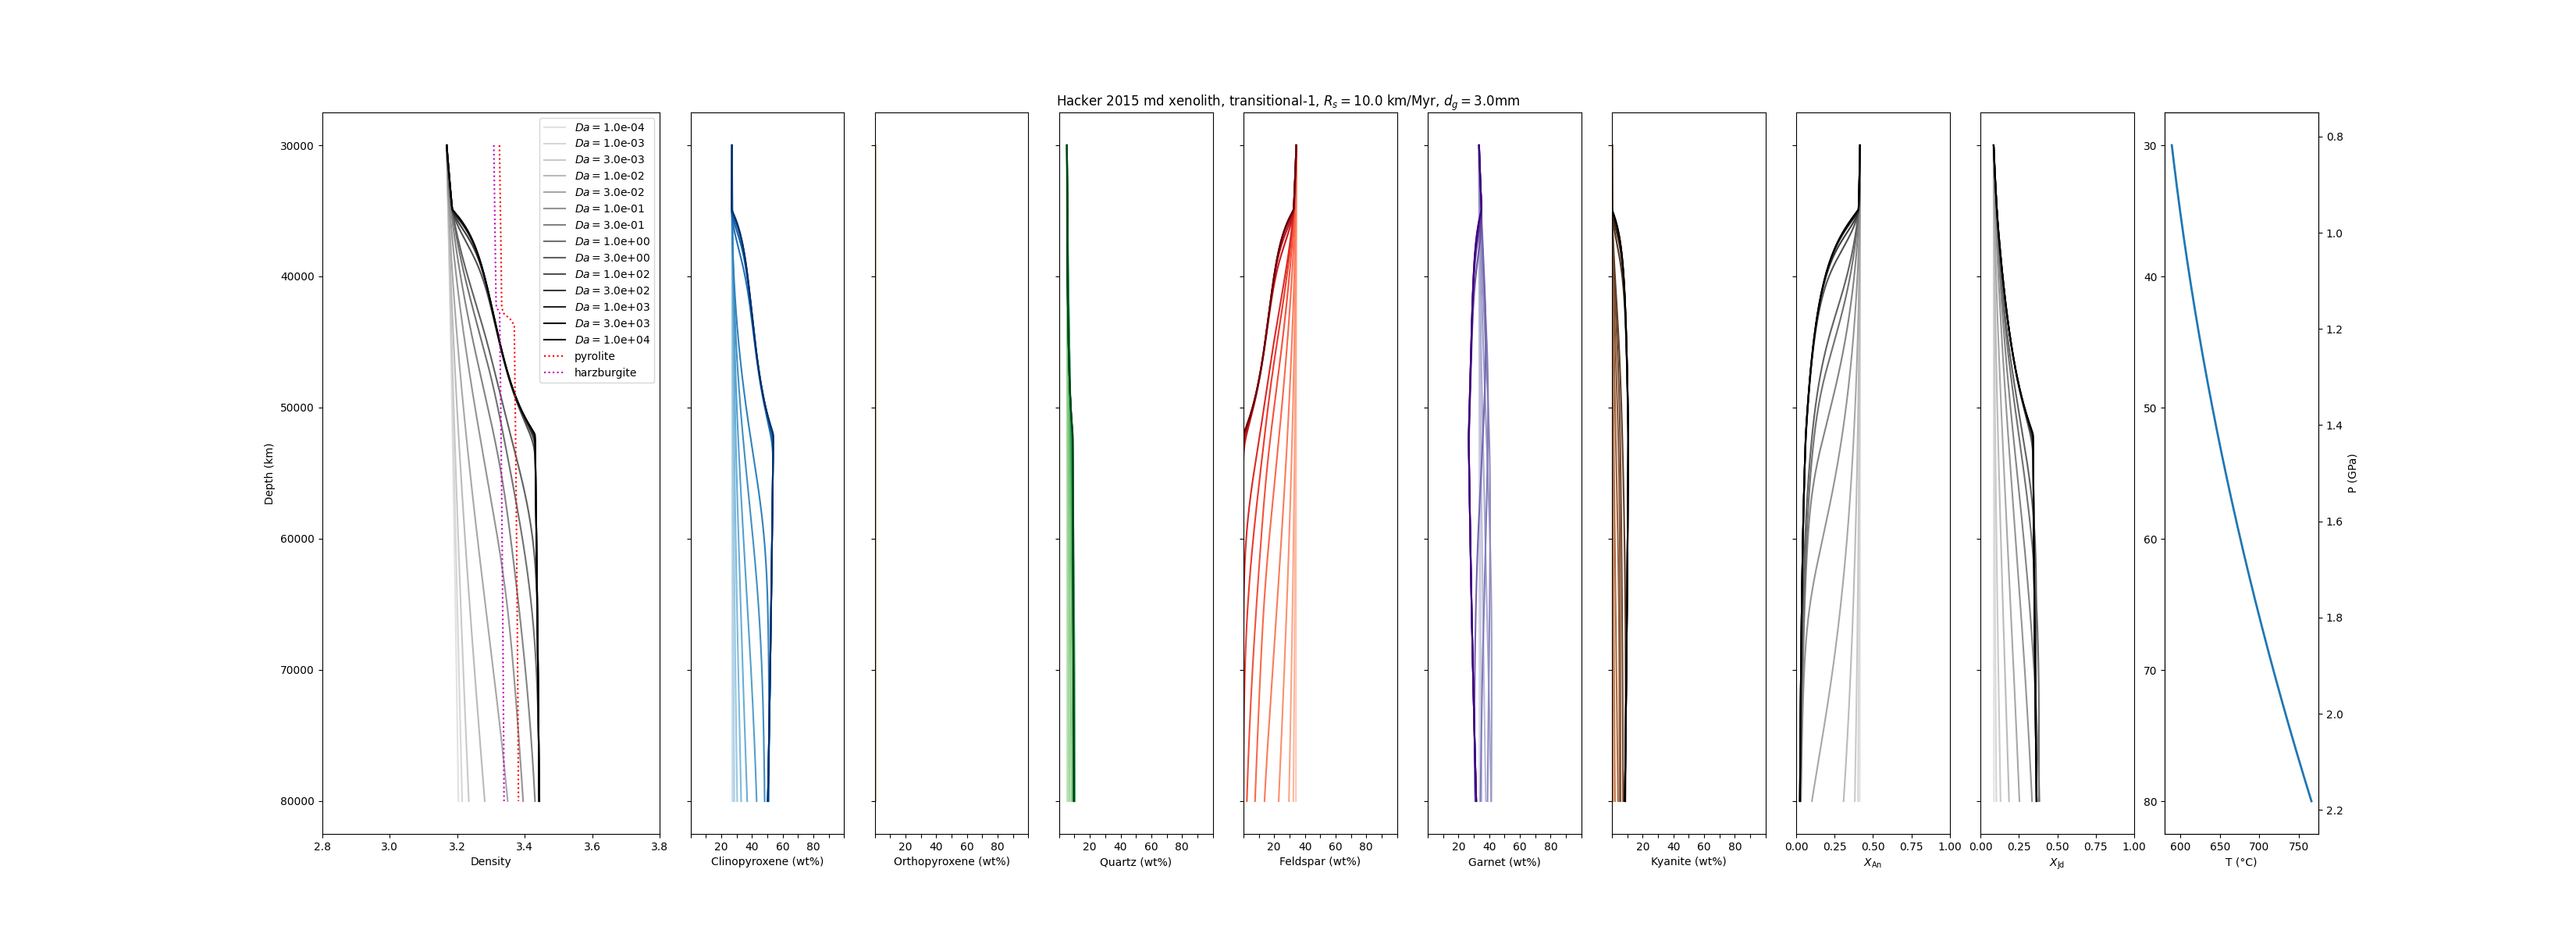 Hacker 2015 md xenolith, transitional-1, R_s = 10.0 km/Myr, d_g = 3.0mm
Da = 1.0e-04
Da = 1.0e-03
Da = 3.0e-03
Da = 1.0e-02
Da = 3.0e-02
Da = 1.0e-01
Da = 3.0e-01
Da = 1.0e+00
Da = 3.0e+00
Da = 1.0e+02
Da = 3.0e+02
Da = 1.0e+03
Da = 3.0e+03
Da = 1.0e+04
pyrolite
harzburgite
Depth (km)
30000
40000
50000
60000
70000
80000
2.8 3.0 3.2 3.4 3.6 3.8
Density
20 40 60 80
Clinopyroxene (wt%)
20 40 60 80
Orthopyroxene (wt%)
20 40 60 80
Quartz (wt%)
20 40 60 80
Feldspar (wt%)
20 40 60 80
Garnet (wt%)
20 40 60 80
Kyanite (wt%)
0.00 0.25 0.50 0.75 1.00
X_An
0.00 0.25 0.50 0.75 1.00
X_Jd
30
40
50
60
70
80
600 650 700 750
T (°C)
0.8
1.0
1.2
1.4
1.6
1.8
2.0
2.2
P (GPa)